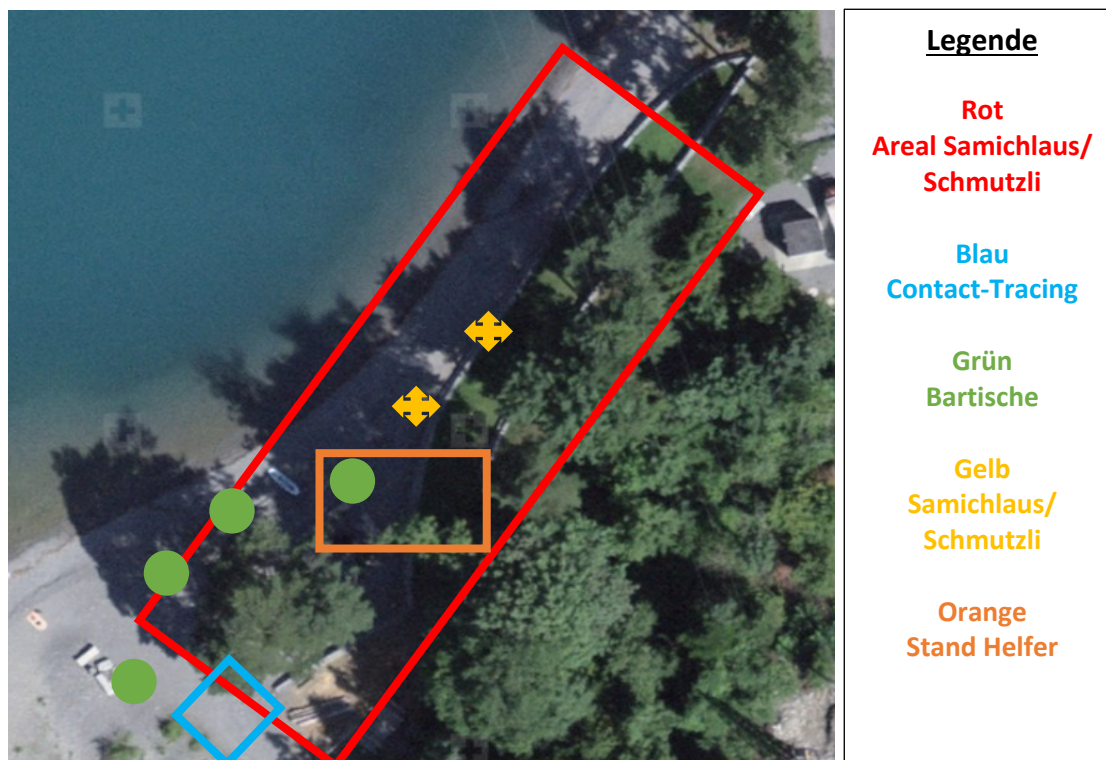 Legende
Rot
Areal Samichlaus/
Schmutzli
Blau
Contact-Tracing
Grün
Bartische
Gelb
Samichlaus/
Schmutzli
Orange
Stand Helfer